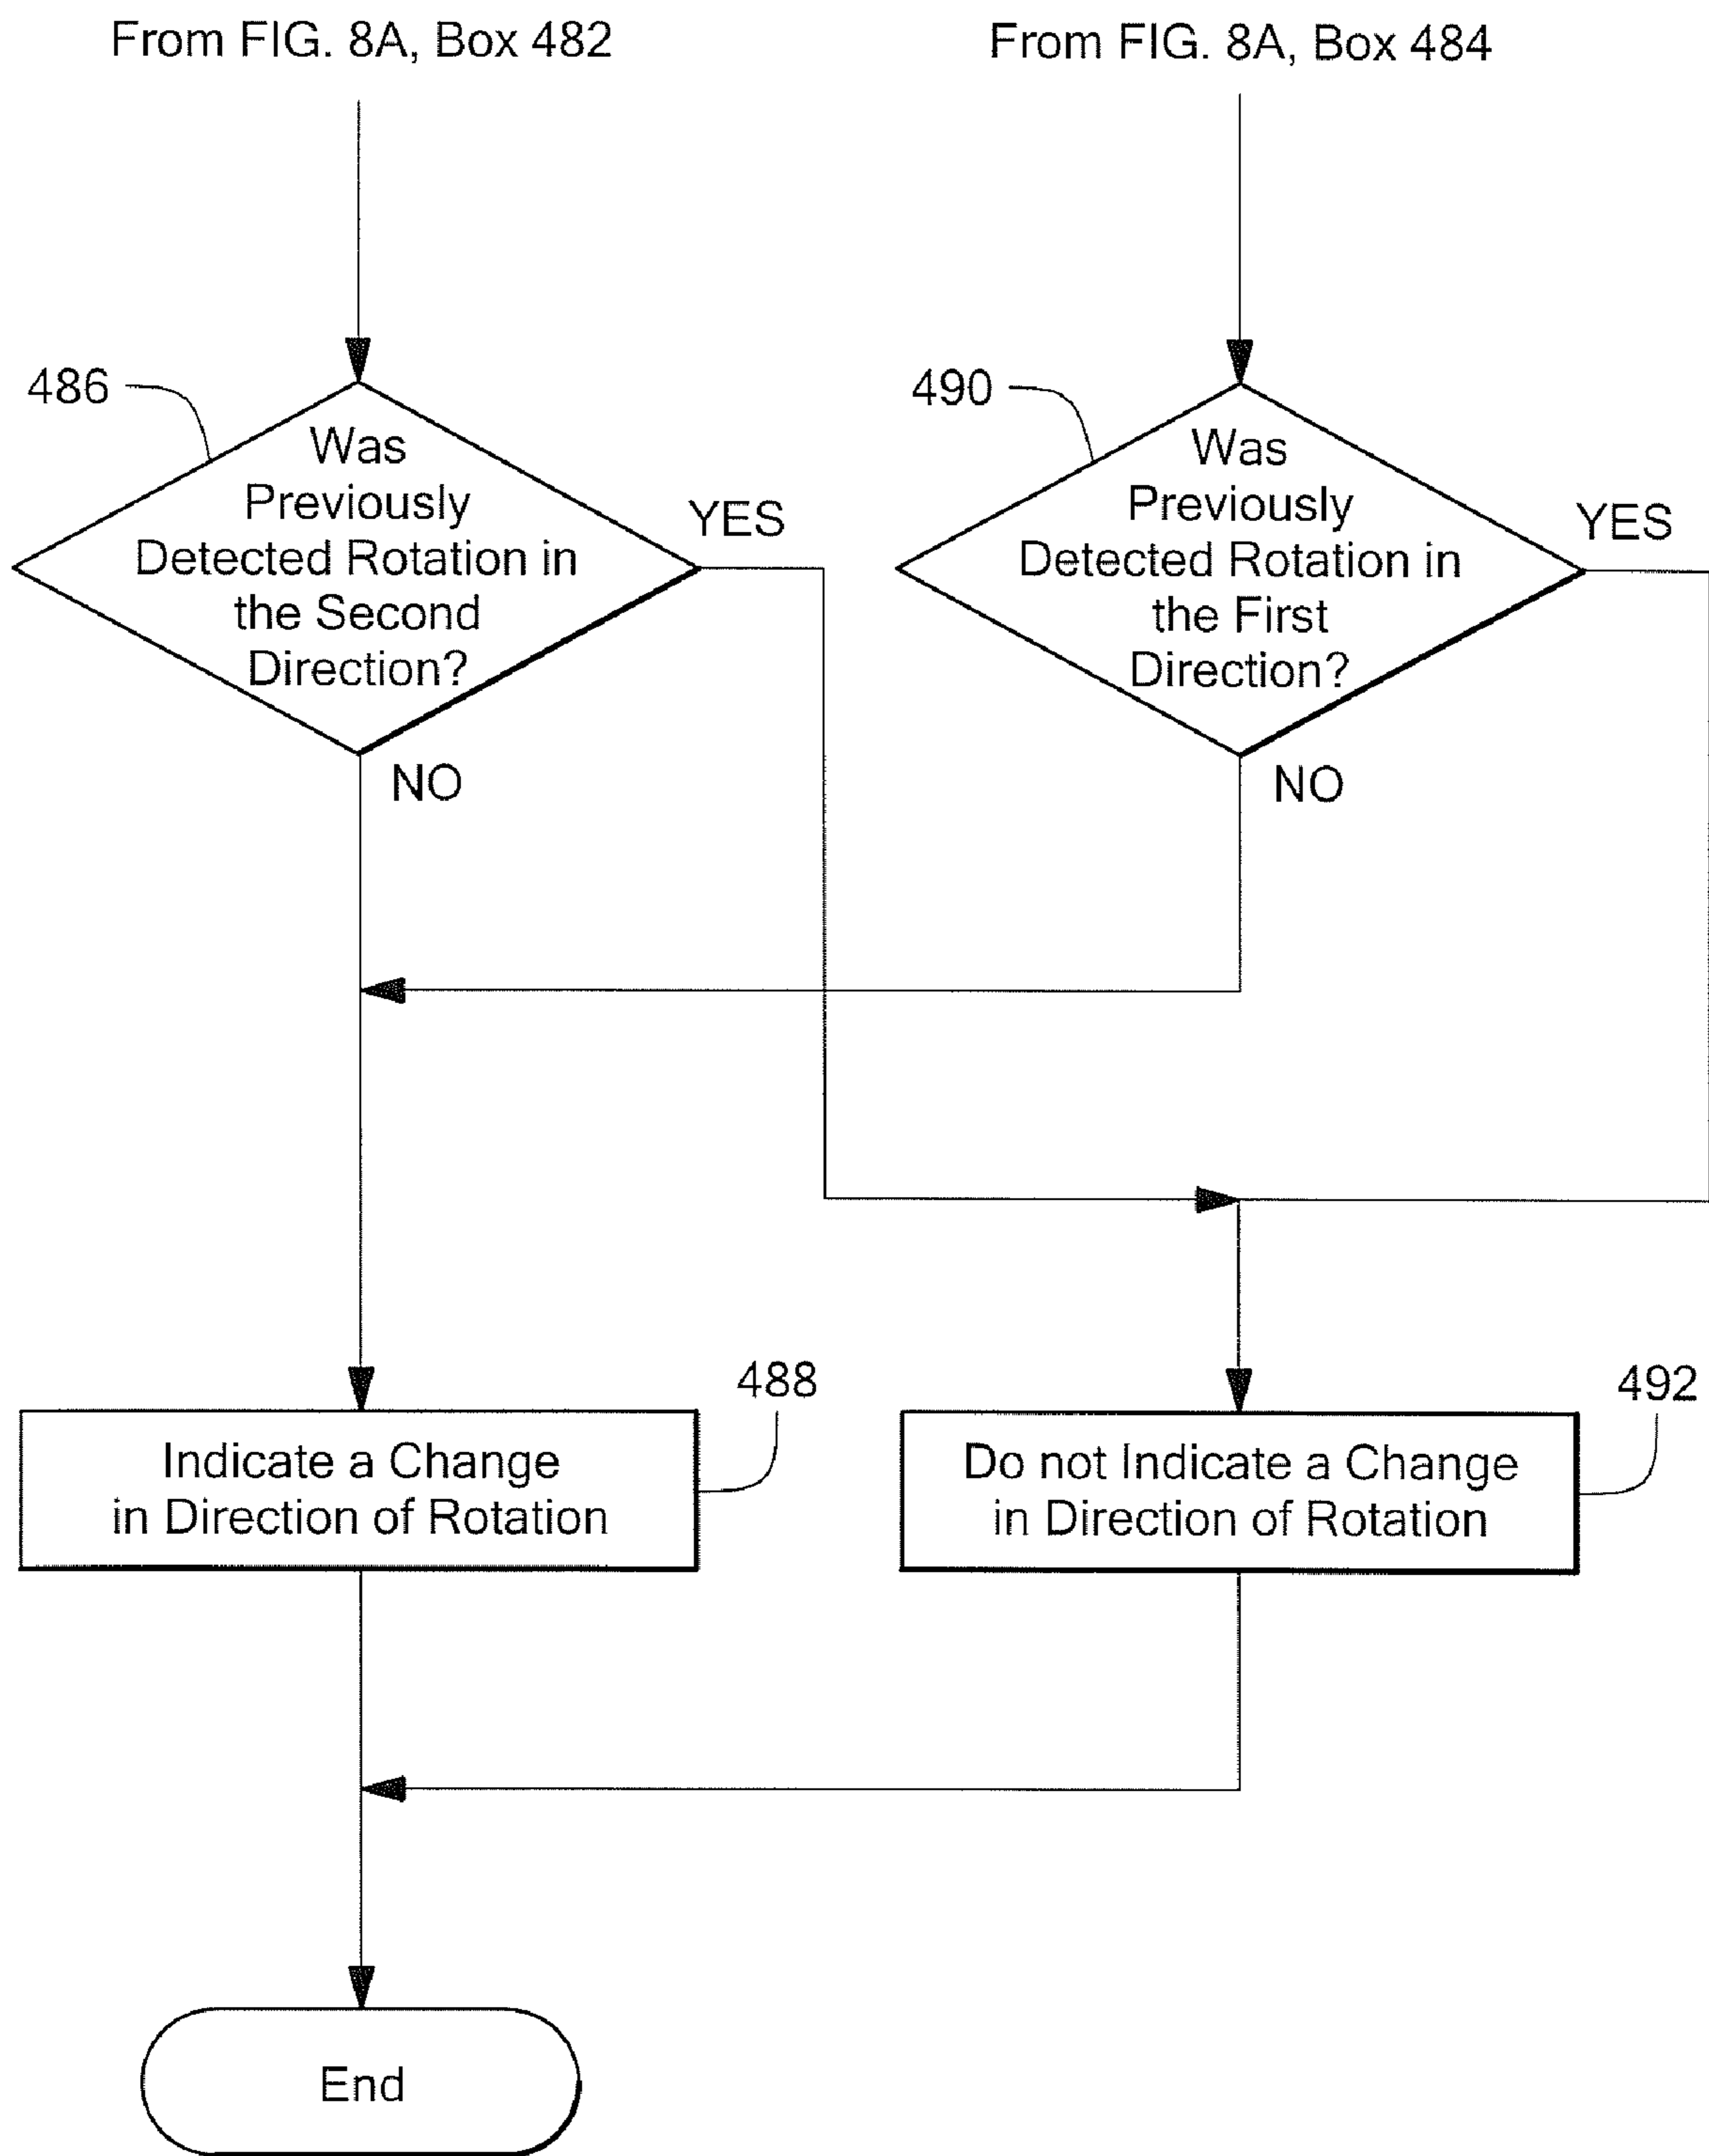 From FIG. 8A, Box 482
From FIG. 8A, Box 484
486
Was
Previously
Detected Rotation in
the Second
Direction?
YES
NO
490
Was
Previously
Detected Rotation in
the First
Direction?
YES
NO
488
Indicate a Change
in Direction of Rotation
492
Do not Indicate a Change
in Direction of Rotation
End